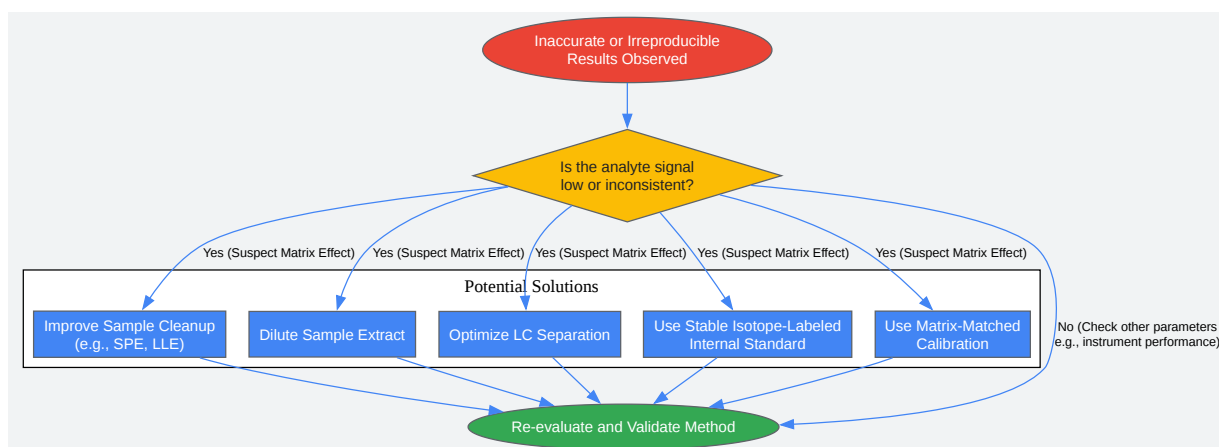 Inaccurate or Irreproducible
Results Observed
Is the analyte signal
low or inconsistent?
Yes (Suspect Matrix Effect)
Yes (Suspect Matrix Effect)
Yes (Suspect Matrix Effect)
Yes (Suspect Matrix Effect)
Yes (Suspect Matrix Effect)
Potential Solutions
Improve Sample Cleanup
(e.g., SPE, LLE)
Dilute Sample Extract
Optimize LC Separation
Use Stable Isotope-Labeled
Internal Standard
Use Matrix-Matched
Calibration
No (Check other parameters
e.g., instrument performance)
Re-evaluate and Validate Method